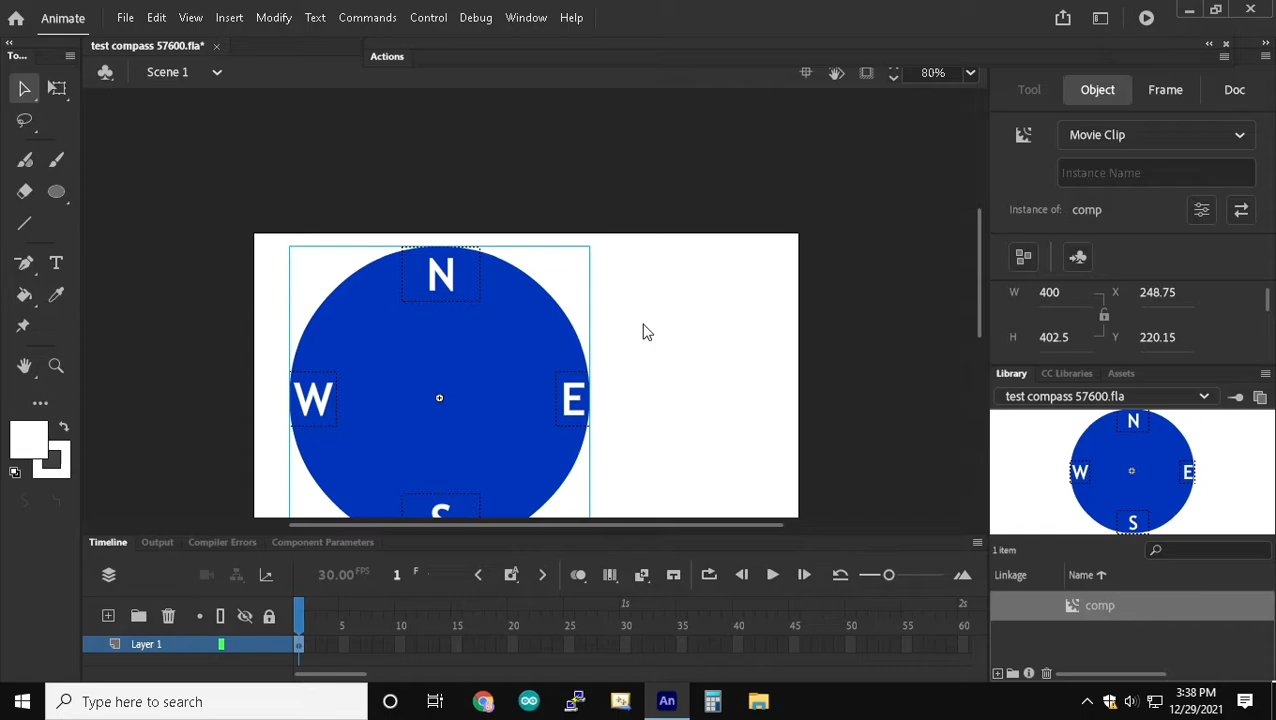 Animate File Edit View Insert Modify Text Commands Control Debug Window Help
test compass 57600.fla*
Actions
To...
Scene 1
80%
Tool Object Frame Doc
Movie Clip
Instance Name
Instance of: comp
W 400 X 248.75
H 402.5 Y 220.15
N
W
E
S
Library CC Libraries Assets
test compass 57600.fla
N
W
E
S
1 item
Linkage Name
comp
Timeline Output Compiler Errors Component Parameters
30.00 FPS 1 F
1s 2s
5 10 15 20 25 30 35 40 45 50 55 60
Layer 1
Type here to search
An
3:38 PM
12/29/2021